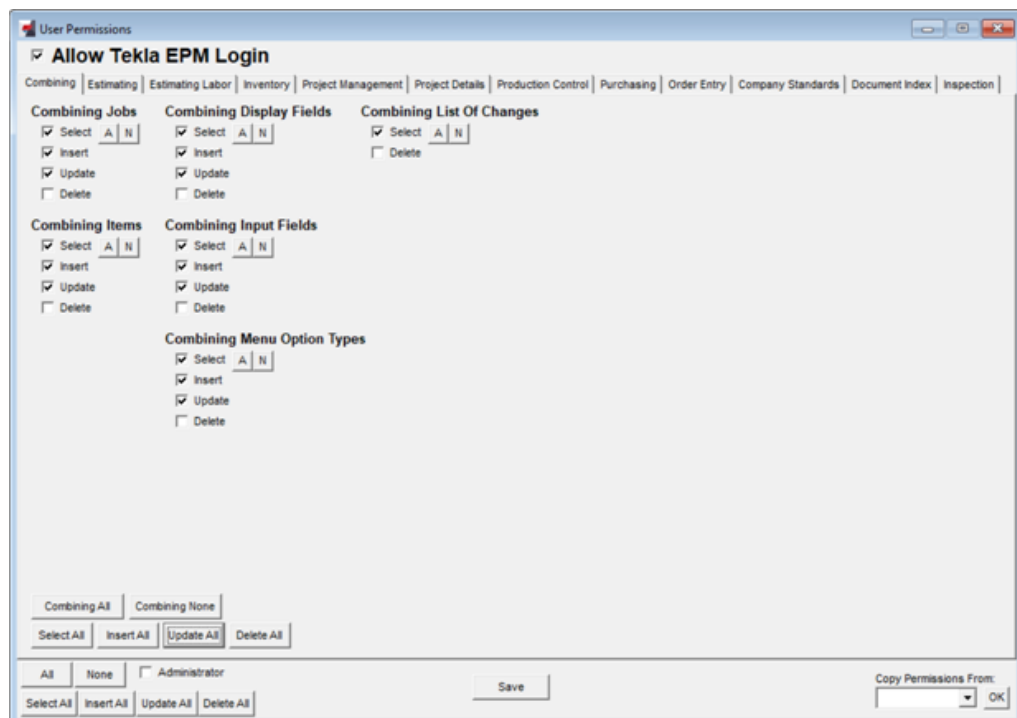 User Permissions
Allow Tekla EPM Login
Combining Estimating Estimating Labor Inventory Project Management Project Details Production Control Purchasing Order Entry Company Standards Document Index Inspection
Combining Jobs Combining Display Fields Combining List Of Changes
Select A N Select A N Select A N
Insert Insert Delete
Update Update
Delete Delete
Combining Items Combining Input Fields
Select A N Select A N
Insert Insert
Update Update
Delete Delete
Combining Menu Option Types
Select A N
Insert
Update
Delete
Combining All Combining None
Select All Insert All Update All Delete All
All None Administrator
Save
Copy Permissions From:
Select All Insert All Update All Delete All
OK